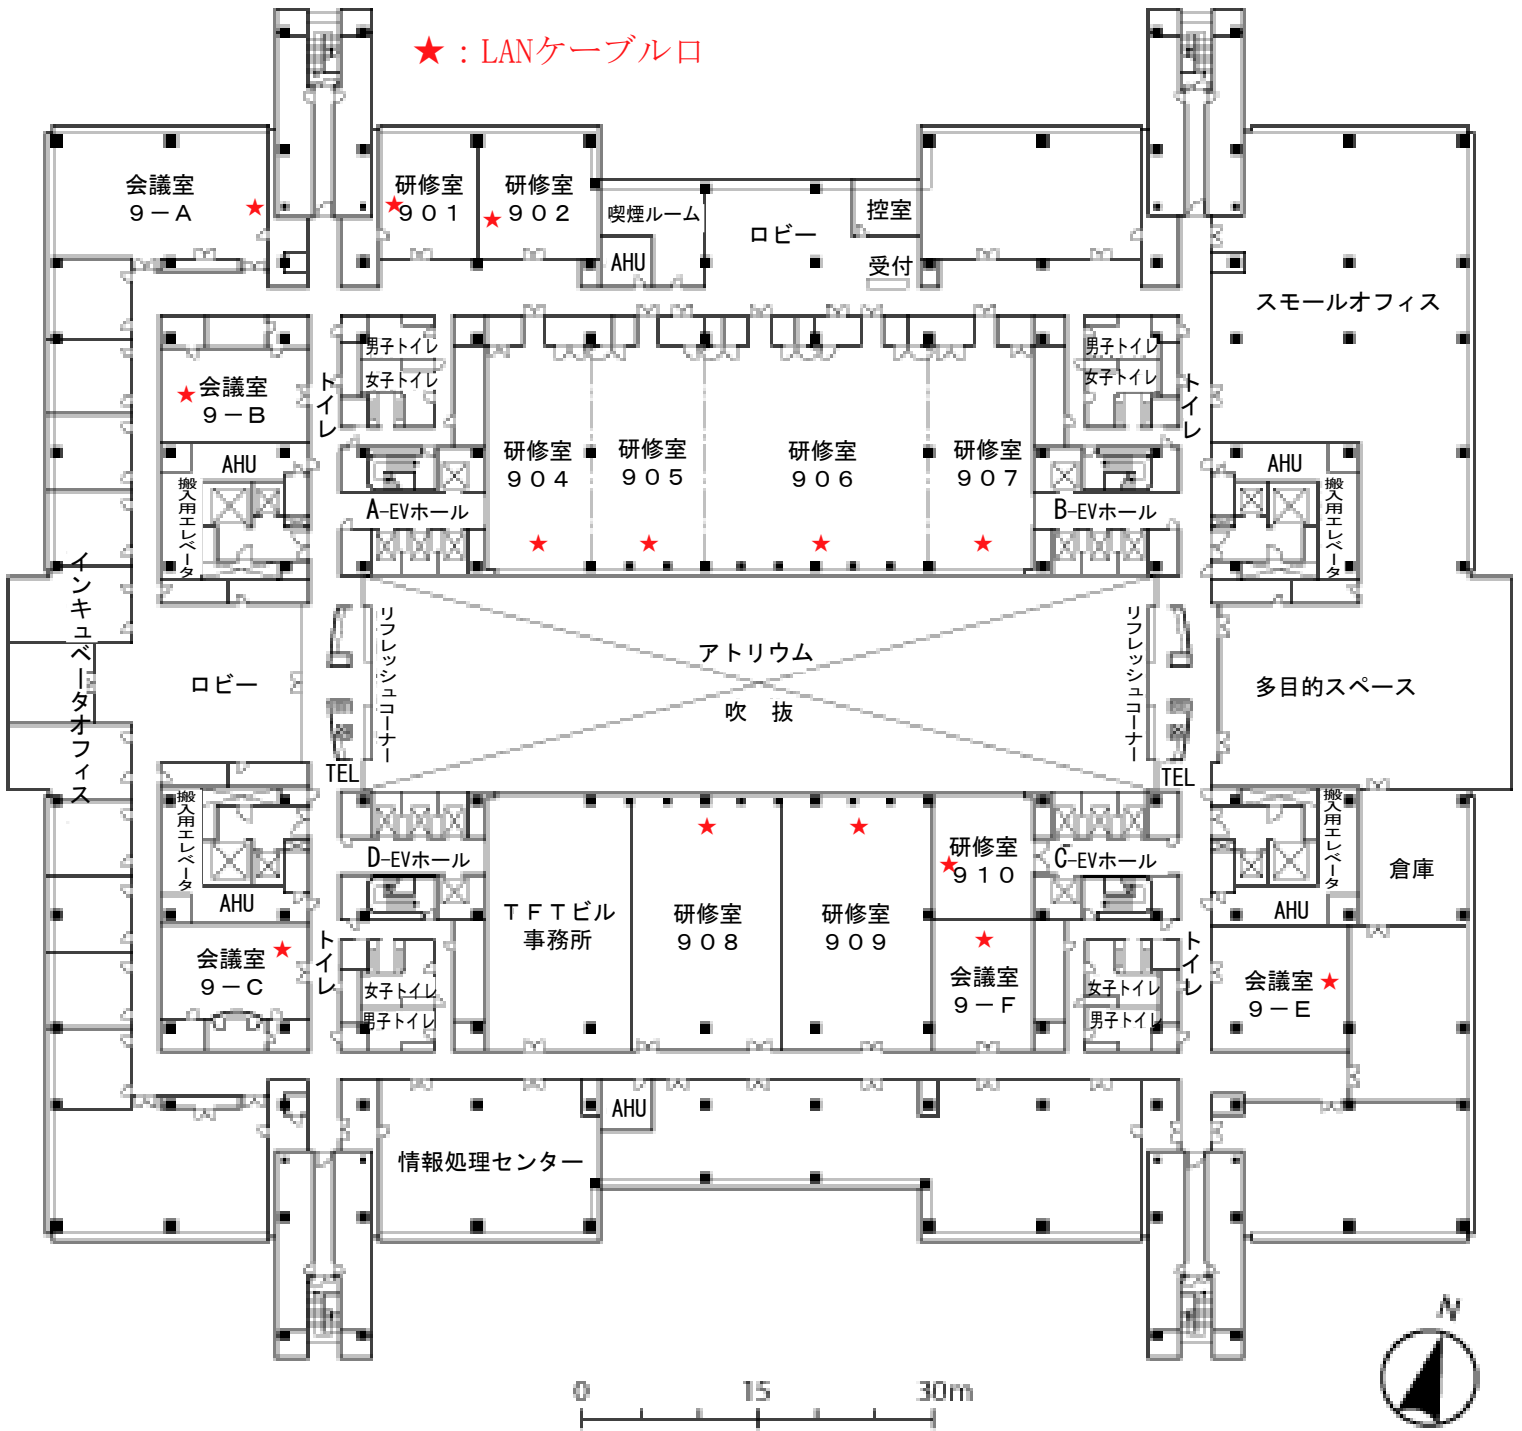 ★：LANケーブル口
会議室
９－Ａ
研修室
９０１
研修室
９０２
喫煙ルーム
AHU
ロビー
控室
受付
スモールオフィス
男子トイレ
女子トイレ
トイレ
会議室
９－Ｂ
AHU
搬入用エレベータ
A-EVホール
研修室
９０４
研修室
９０５
研修室
９０６
研修室
９０７
男子トイレ
女子トイレ
トイレ
B-EVホール
AHU
搬入用エレベータ
インキュベータオフィス
ロビー
リフレッシュコーナー
TEL
アトリウム
吹　抜
リフレッシュコーナー
TEL
多目的スペース
搬入用エレベータ
AHU
D-EVホール
会議室
９－Ｃ
トイレ
女子トイレ
男子トイレ
ＴＦＴビル
事務所
研修室
９０８
研修室
９０９
研修室
９１０
会議室
９－Ｆ
C-EVホール
女子トイレ
男子トイレ
トイレ
搬入用エレベータ
AHU
倉庫
会議室
９－Ｅ
AHU
情報処理センター
N
0 15 30m